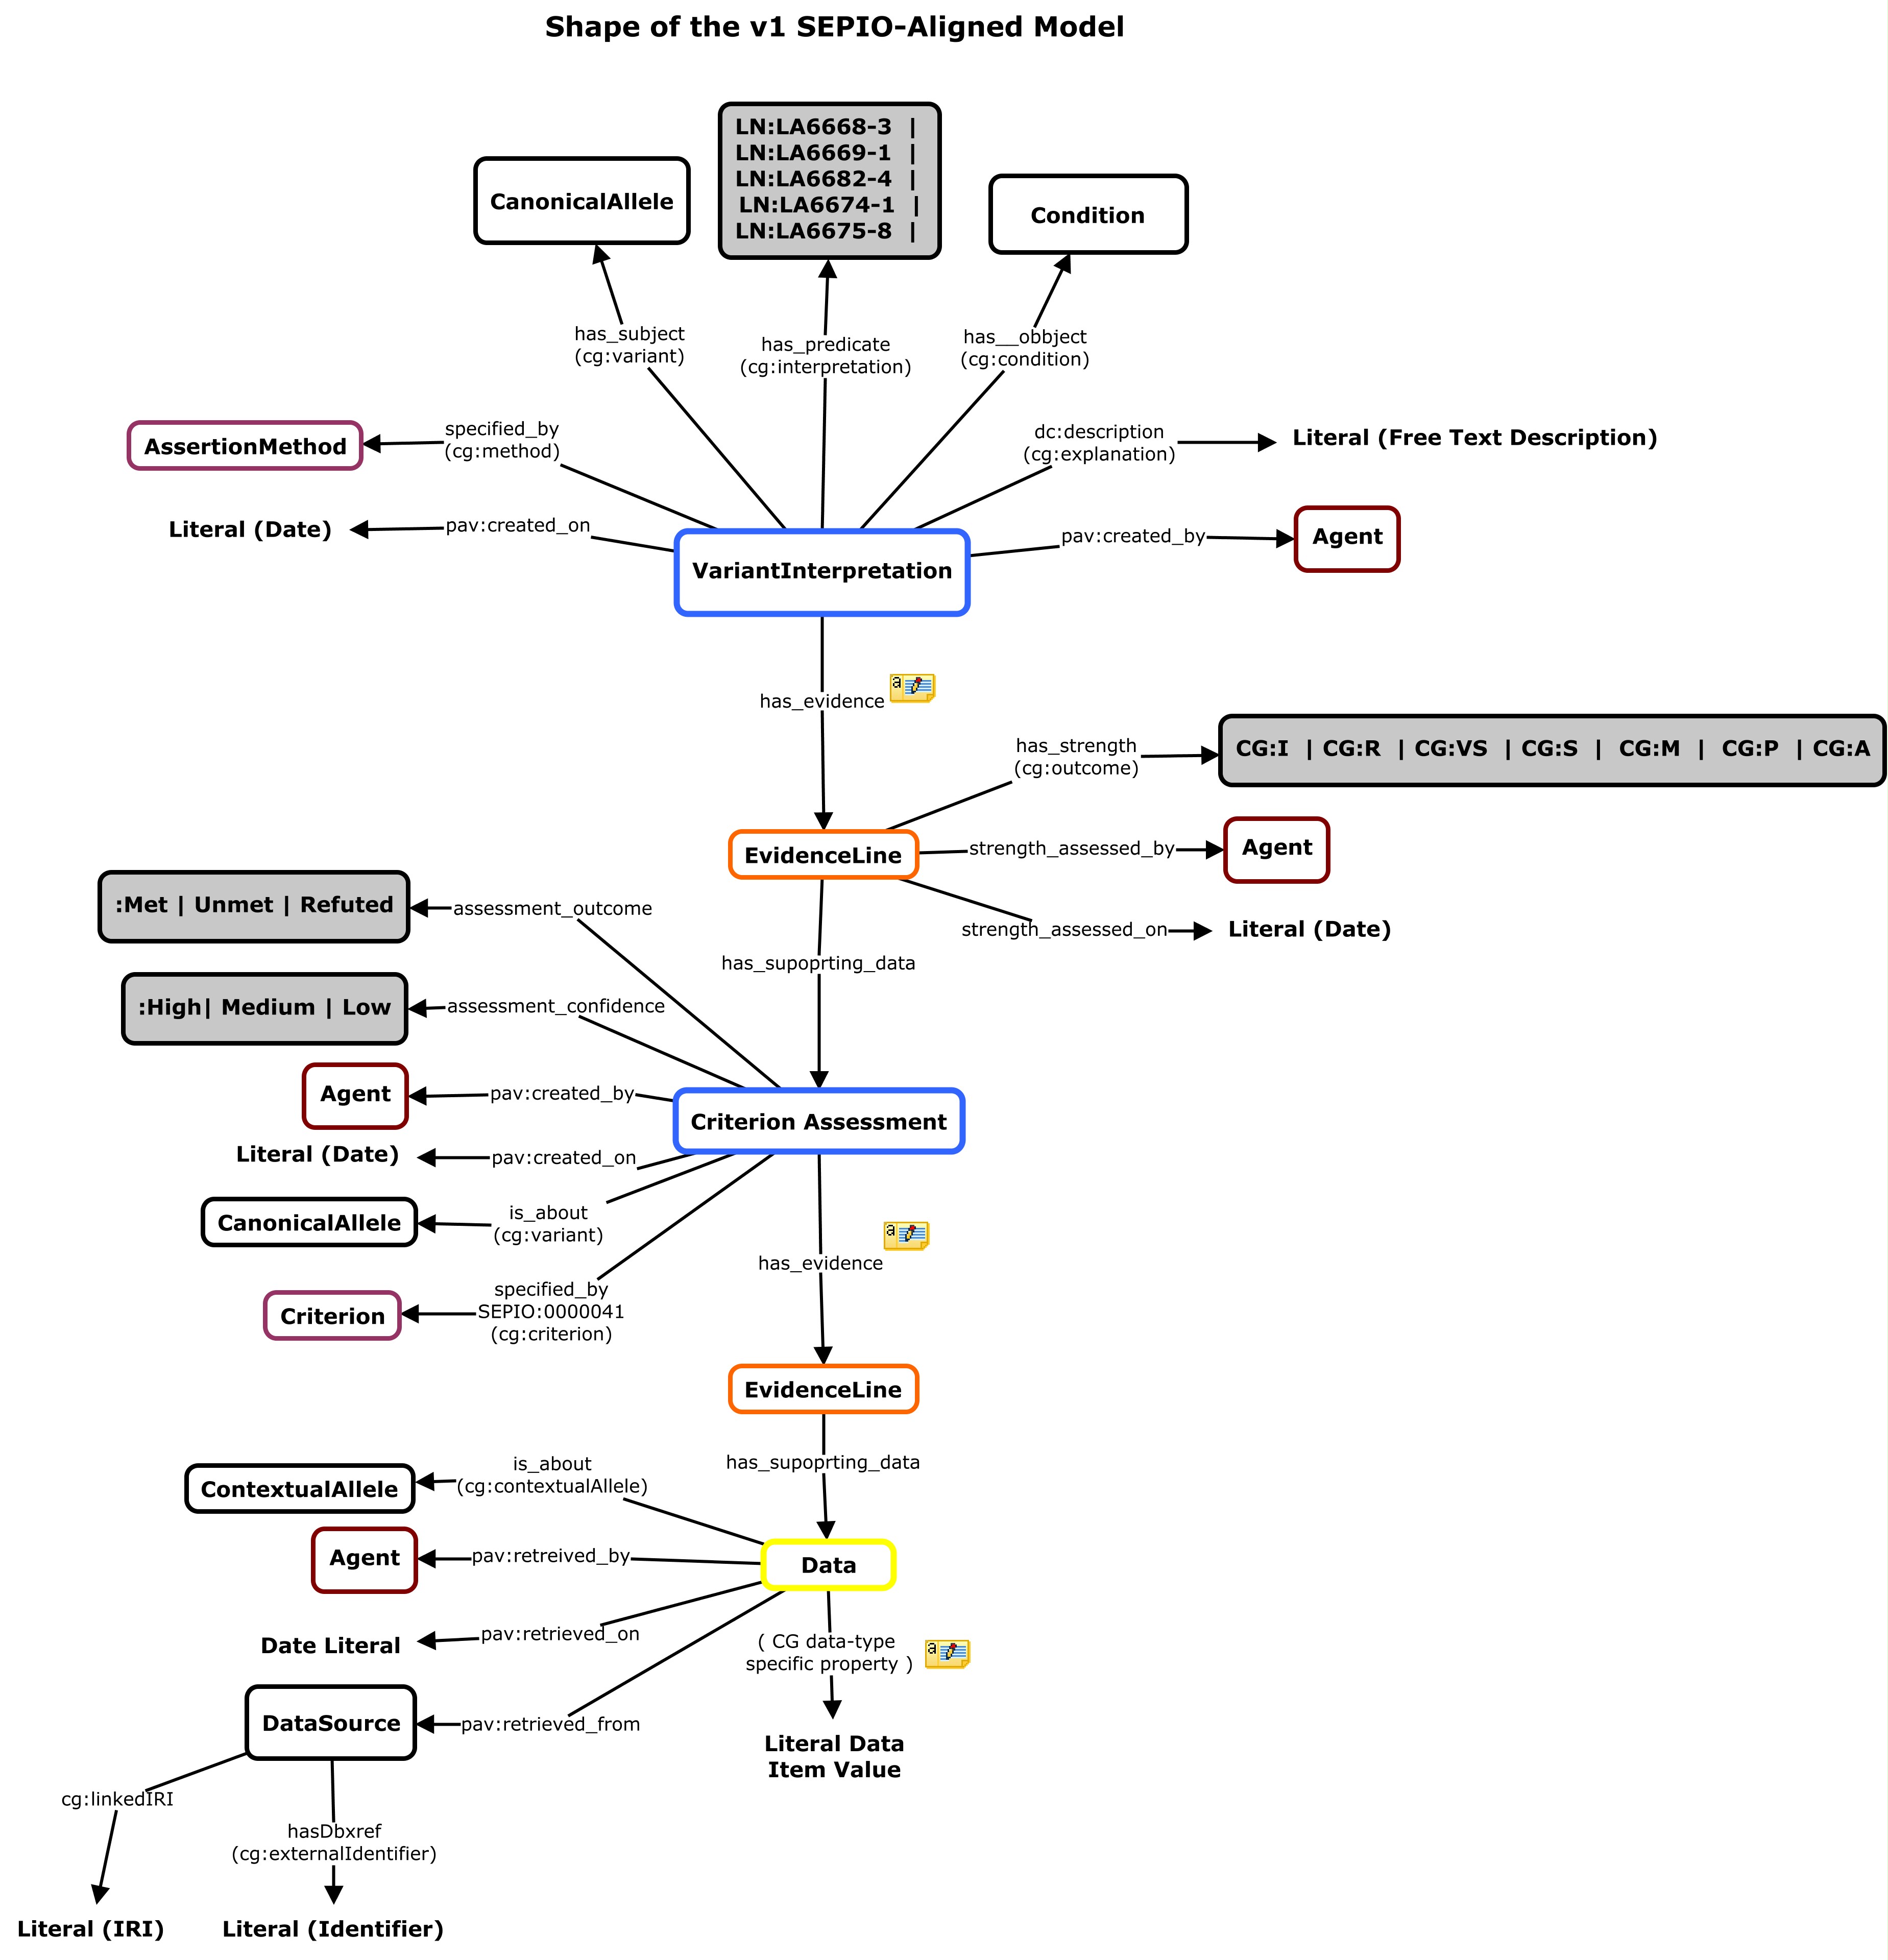 Shape of the v1 SEPIO-Aligned Model
LN:LA6668-3 |
LN:LA6669-1 |
LN:LA6682-4 |
LN:LA6674-1 |
LN:LA6675-8 |
CanonicalAllele
Condition
has_subject
(cg:variant)
has_predicate
(cg:interpretation)
has__obbject
(cg:condition)
specified_by
(cg:method)
AssertionMethod
dc:description
(cg:explanation)
Literal (Free Text Description)
Literal (Date)
pav:created_on
pav:created_by
Agent
VariantInterpretation
has_evidence
a
has_strength
(cg:outcome)
CG:I | CG:R | CG:VS | CG:S | CG:M | CG:P | CG:A
EvidenceLine
strength_assessed_by
Agent
strength_assessed_on
Literal (Date)
:Met | Unmet | Refuted
assessment_outcome
has_supoprting_data
:High| Medium | Low
assessment_confidence
Agent
pav:created_by
Criterion Assessment
Literal (Date)
pav:created_on
CanonicalAllele
is_about
(cg:variant)
has_evidence
a
Criterion
specified_by
SEPIO:0000041
(cg:criterion)
EvidenceLine
has_supoprting_data
ContextualAllele
is_about
(cg:contextualAllele)
Agent
pav:retreived_by
Data
Date Literal
pav:retrieved_on
( CG data-type
specific property )
a
DataSource
pav:retrieved_from
Literal Data
Item Value
cg:linkedIRI
hasDbxref
(cg:externalIdentifier)
Literal (IRI)
Literal (Identifier)